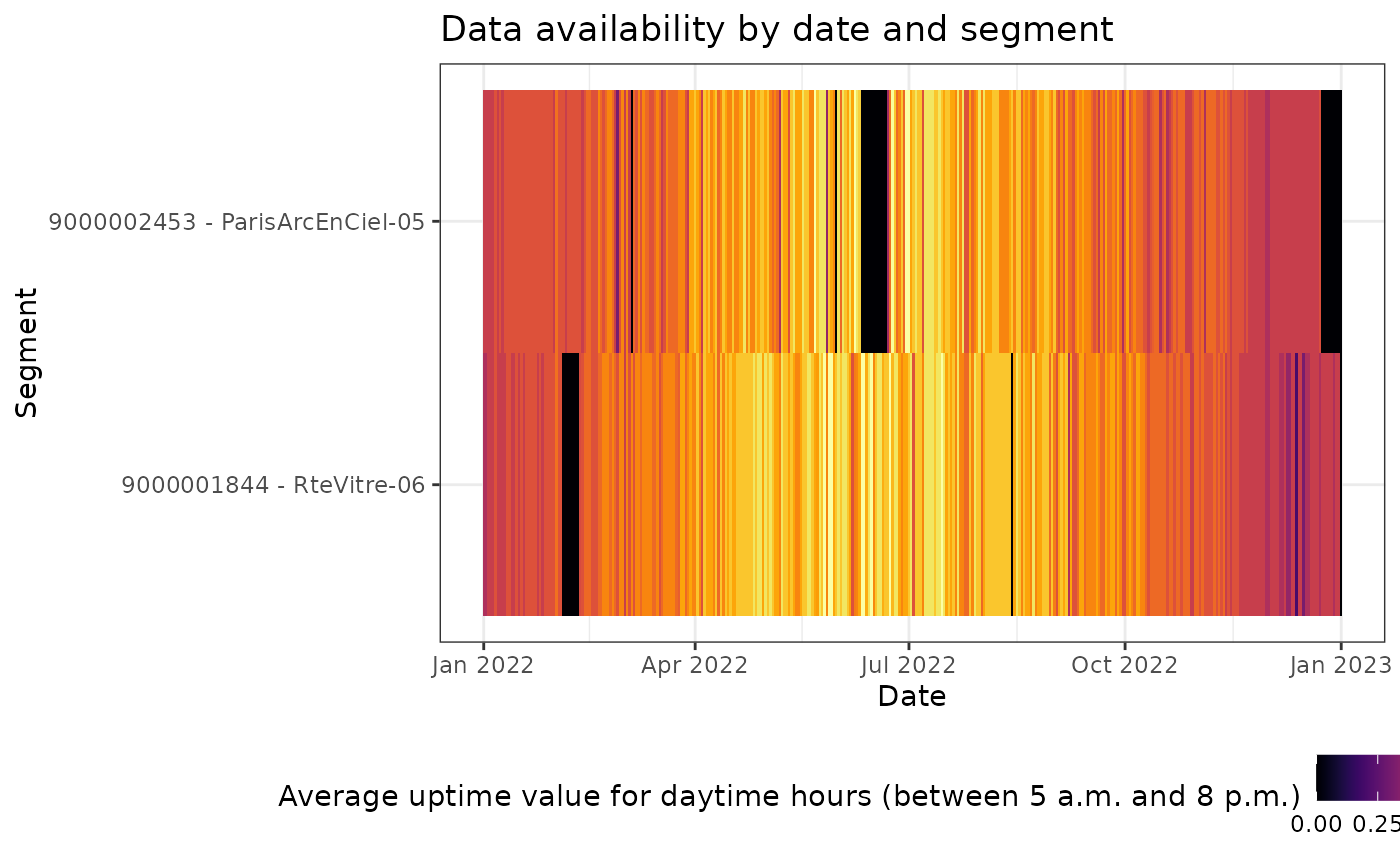 Data availability by date and segment
9000002453 - ParisArcEnCiel-05
Segment
9000001844 - RteVitre-06
Jan 2022 Apr 2022 Jul 2022 Oct 2022 Jan 2023
Date
Average uptime value for daytime hours (between 5 a.m. and 8 p.m.)
0.00 0.25